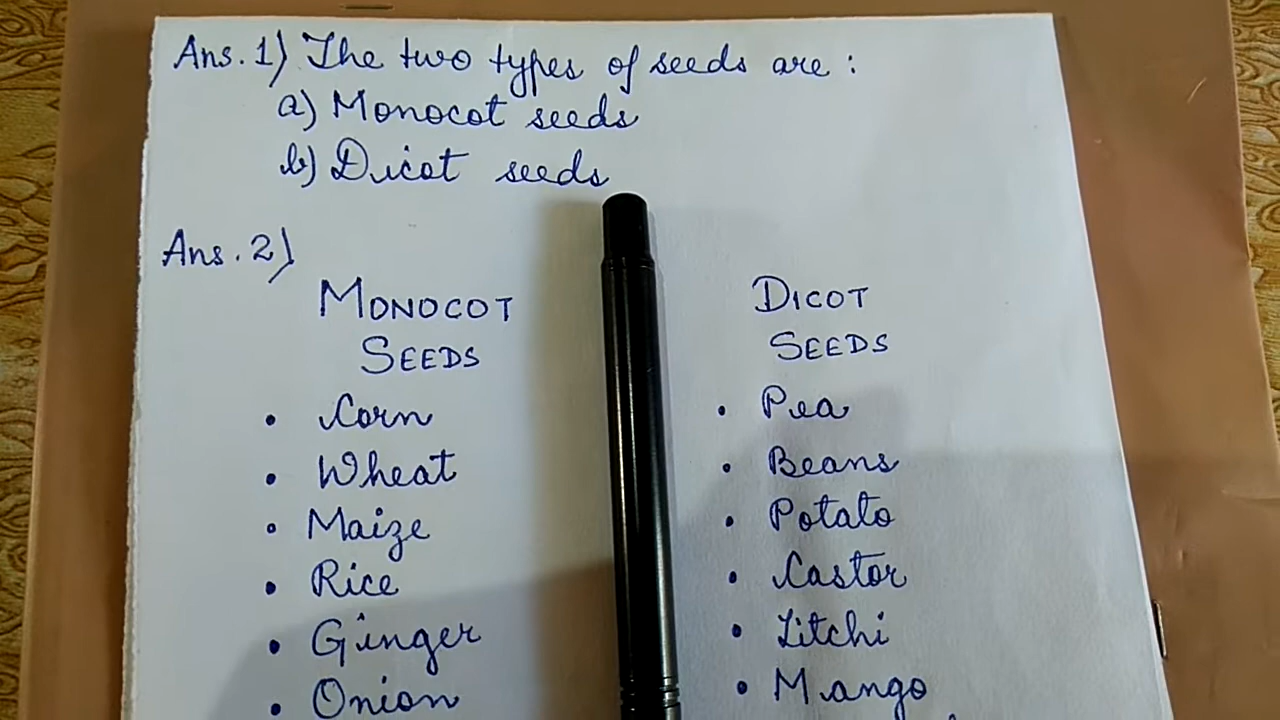 Ans. 1) The two types of seeds are :
a) Monocot seeds
b) Dicot seeds
Ans. 2)
MONOCOT
SEEDS
• Corn
• Wheat
• Maize
• Rice
• Ginger
• Onion
DICOT
SEEDS
• Pea
• Beans
• Potato
• Castor
• Litchi
• Mango